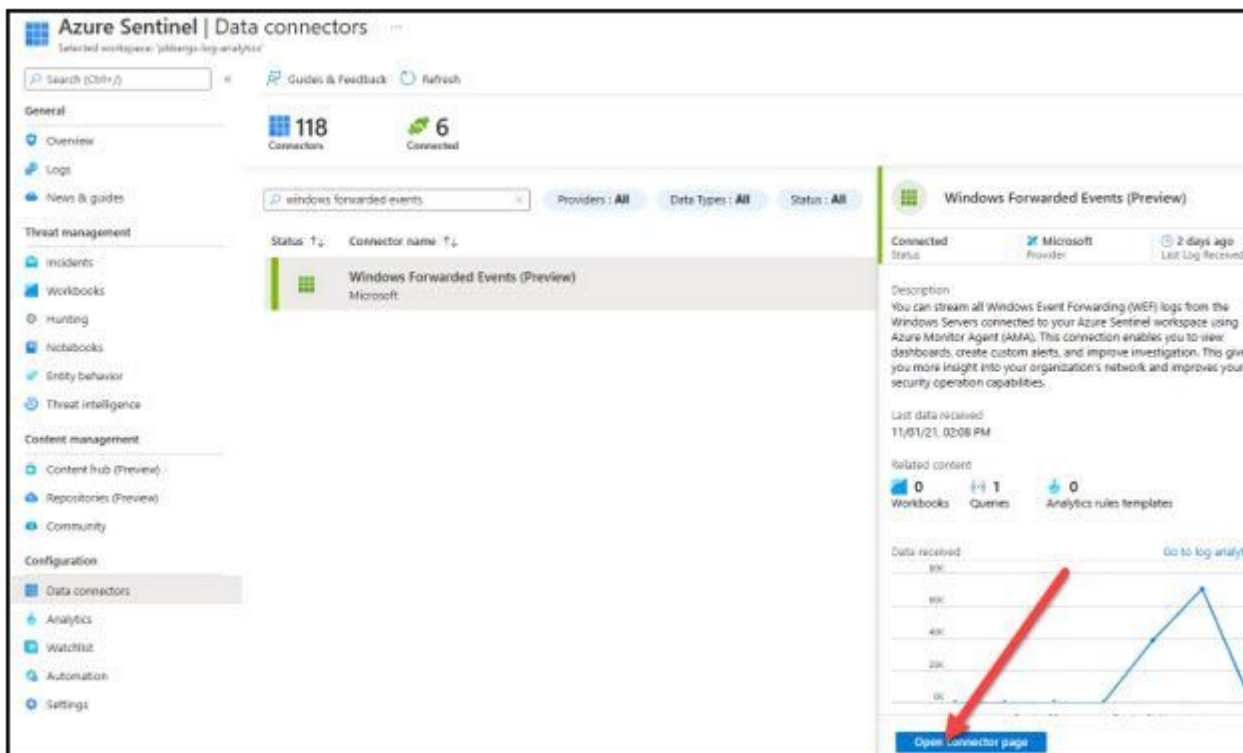 Azure Sentinel | Data connectors ...
Selected workspace:
Search (Ctrl+/)
«
Guides & Feedback
Refresh
General
Overview
Logs
News & guides
Threat management
Incidents
Workbooks
Hunting
Notebooks
Entity behavior
Threat intelligence
Content management
Content hub (Preview)
Repositories (Preview)
Community
Configuration
Data connectors
Analytics
Watchlist
Automation
Settings
118
Connectors
6
Connected
windows forwarded events
Providers : All
Data Types : All
Status : All
Status ↑↓
Connector name ↑↓
Windows Forwarded Events (Preview)
Microsoft
Windows Forwarded Events (Preview)
Connected
Status
Microsoft
Provider
2 days ago
Last Log Received
Description
You can stream all Windows Event Forwarding (WEF) logs from the
Windows Servers connected to your Azure Sentinel workspace using
Azure Monitor Agent (AMA). This connection enables you to view
dashboards, create custom alerts, and improve investigation. This give
you more insight into your organization's network and improves your
security operation capabilities.
Last data received
11/01/21, 02:08 PM
Related content
0
Workbooks
1
Queries
0
Analytics rules templates
Data received
Go to log analyt
80K
60K
40K
20K
0K
Open connector page